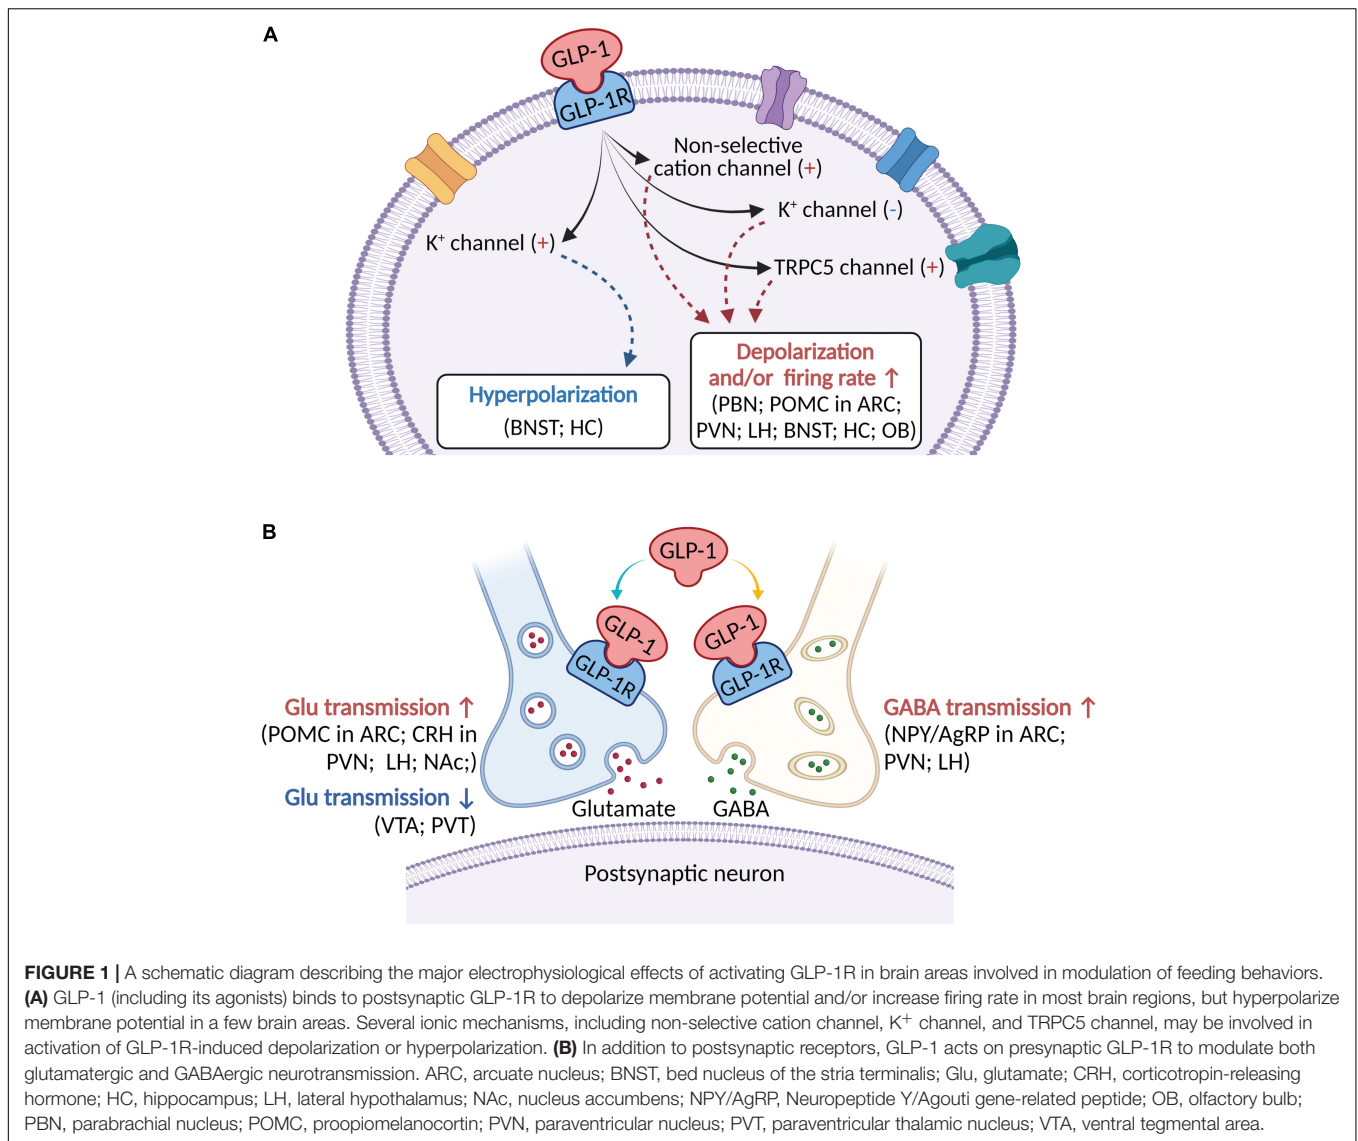 A
GLP-1
GLP-1R
Non-selective
cation channel (+)
K⁺ channel (-)
K⁺ channel (+)
TRPC5 channel (+)
Depolarization
and/or firing rate ↑
(PBN; POMC in ARC;
PVN; LH; BNST; HC; OB)
Hyperpolarization
(BNST; HC)
B
GLP-1
GLP-1
GLP-1R
GLP-1
GLP-1R
Glu transmission ↑
(POMC in ARC; CRH in
PVN; LH; NAc;)
Glu transmission ↓
(VTA; PVT)
GABA transmission ↑
(NPY/AgRP in ARC;
PVN; LH)
Glutamate
GABA
Postsynaptic neuron
FIGURE 1 | A schematic diagram describing the major electrophysiological effects of activating GLP-1R in brain areas involved in modulation of feeding behaviors.
(A) GLP-1 (including its agonists) binds to postsynaptic GLP-1R to depolarize membrane potential and/or increase firing rate in most brain regions, but hyperpolarize
membrane potential in a few brain areas. Several ionic mechanisms, including non-selective cation channel, K⁺ channel, and TRPC5 channel, may be involved in
activation of GLP-1R-induced depolarization or hyperpolarization. (B) In addition to postsynaptic receptors, GLP-1 acts on presynaptic GLP-1R to modulate both
glutamatergic and GABAergic neurotransmission. ARC, arcuate nucleus; BNST, bed nucleus of the stria terminalis; Glu, glutamate; CRH, corticotropin-releasing
hormone; HC, hippocampus; LH, lateral hypothalamus; NAc, nucleus accumbens; NPY/AgRP, Neuropeptide Y/Agouti gene-related peptide; OB, olfactory bulb;
PBN, parabrachial nucleus; POMC, proopiomelanocortin; PVN, paraventricular nucleus; PVT, paraventricular thalamic nucleus; VTA, ventral tegmental area.